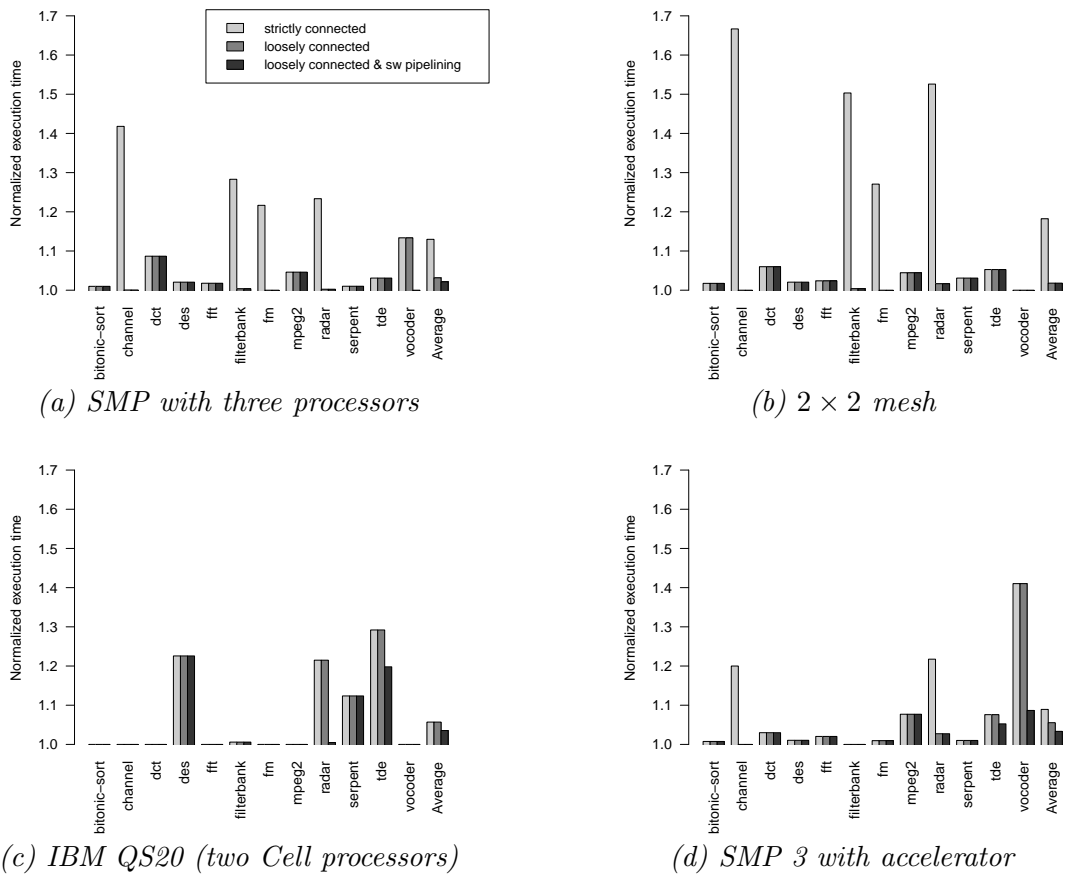 strictly connected
loosely connected
loosely connected & sw pipelining
Normalized execution time
1.7
1.6
1.5
1.4
1.3
1.2
1.1
1.0
bitonic−sort
channel
dct
des
fft
filterbank
fm
mpeg2
radar
serpent
tde
vocoder
Average
(a) SMP with three processors
Normalized execution time
1.7
1.6
1.5
1.4
1.3
1.2
1.1
1.0
bitonic−sort
channel
dct
des
fft
filterbank
fm
mpeg2
radar
serpent
tde
vocoder
Average
(b) 2 × 2 mesh
Normalized execution time
1.7
1.6
1.5
1.4
1.3
1.2
1.1
1.0
bitonic−sort
channel
dct
des
fft
filterbank
fm
mpeg2
radar
serpent
tde
vocoder
Average
(c) IBM QS20 (two Cell processors)
Normalized execution time
1.7
1.6
1.5
1.4
1.3
1.2
1.1
1.0
bitonic−sort
channel
dct
des
fft
filterbank
fm
mpeg2
radar
serpent
tde
vocoder
Average
(d) SMP 3 with accelerator